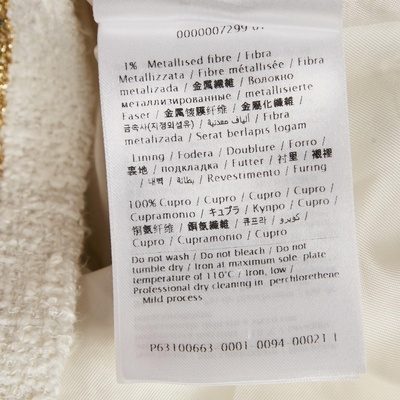 00000007299
1% Metallised fibre / Fibra
Metallizzata / Fibre métallisée / Fibra
metalizada / 金属繊維 / Волокно
металлизированные / metallisierte
Faser / 金属镀膜纤维 / 金屬化纖維 /
금속사(지정외섬유) / ألياف معدنية / Fibra
metalizada / Serat berlapis logam
Lining / Fodera / Doublure / Forro /
裏地 / подкладка / Futter / 衬里 / 襯裡
/ 내벽 / بطانة / Revestimento / Furing
100% Cupro / Cupro / Cupro / Cupro /
Cupramonio / キュプラ / Купро / Cupro /
铜氨纤维 / 銅氨纖維 / 큐프라 / كوبرو /
Cupro / Cupramonio / Cupro
Do not wash / Do not bleach / Do not
tumble dry / Iron at maximum sole plate
temperature of 110°C / Iron, low /
Professional dry cleaning in perchlorethene
Mild process
P63100663 0001 0094 00021 1